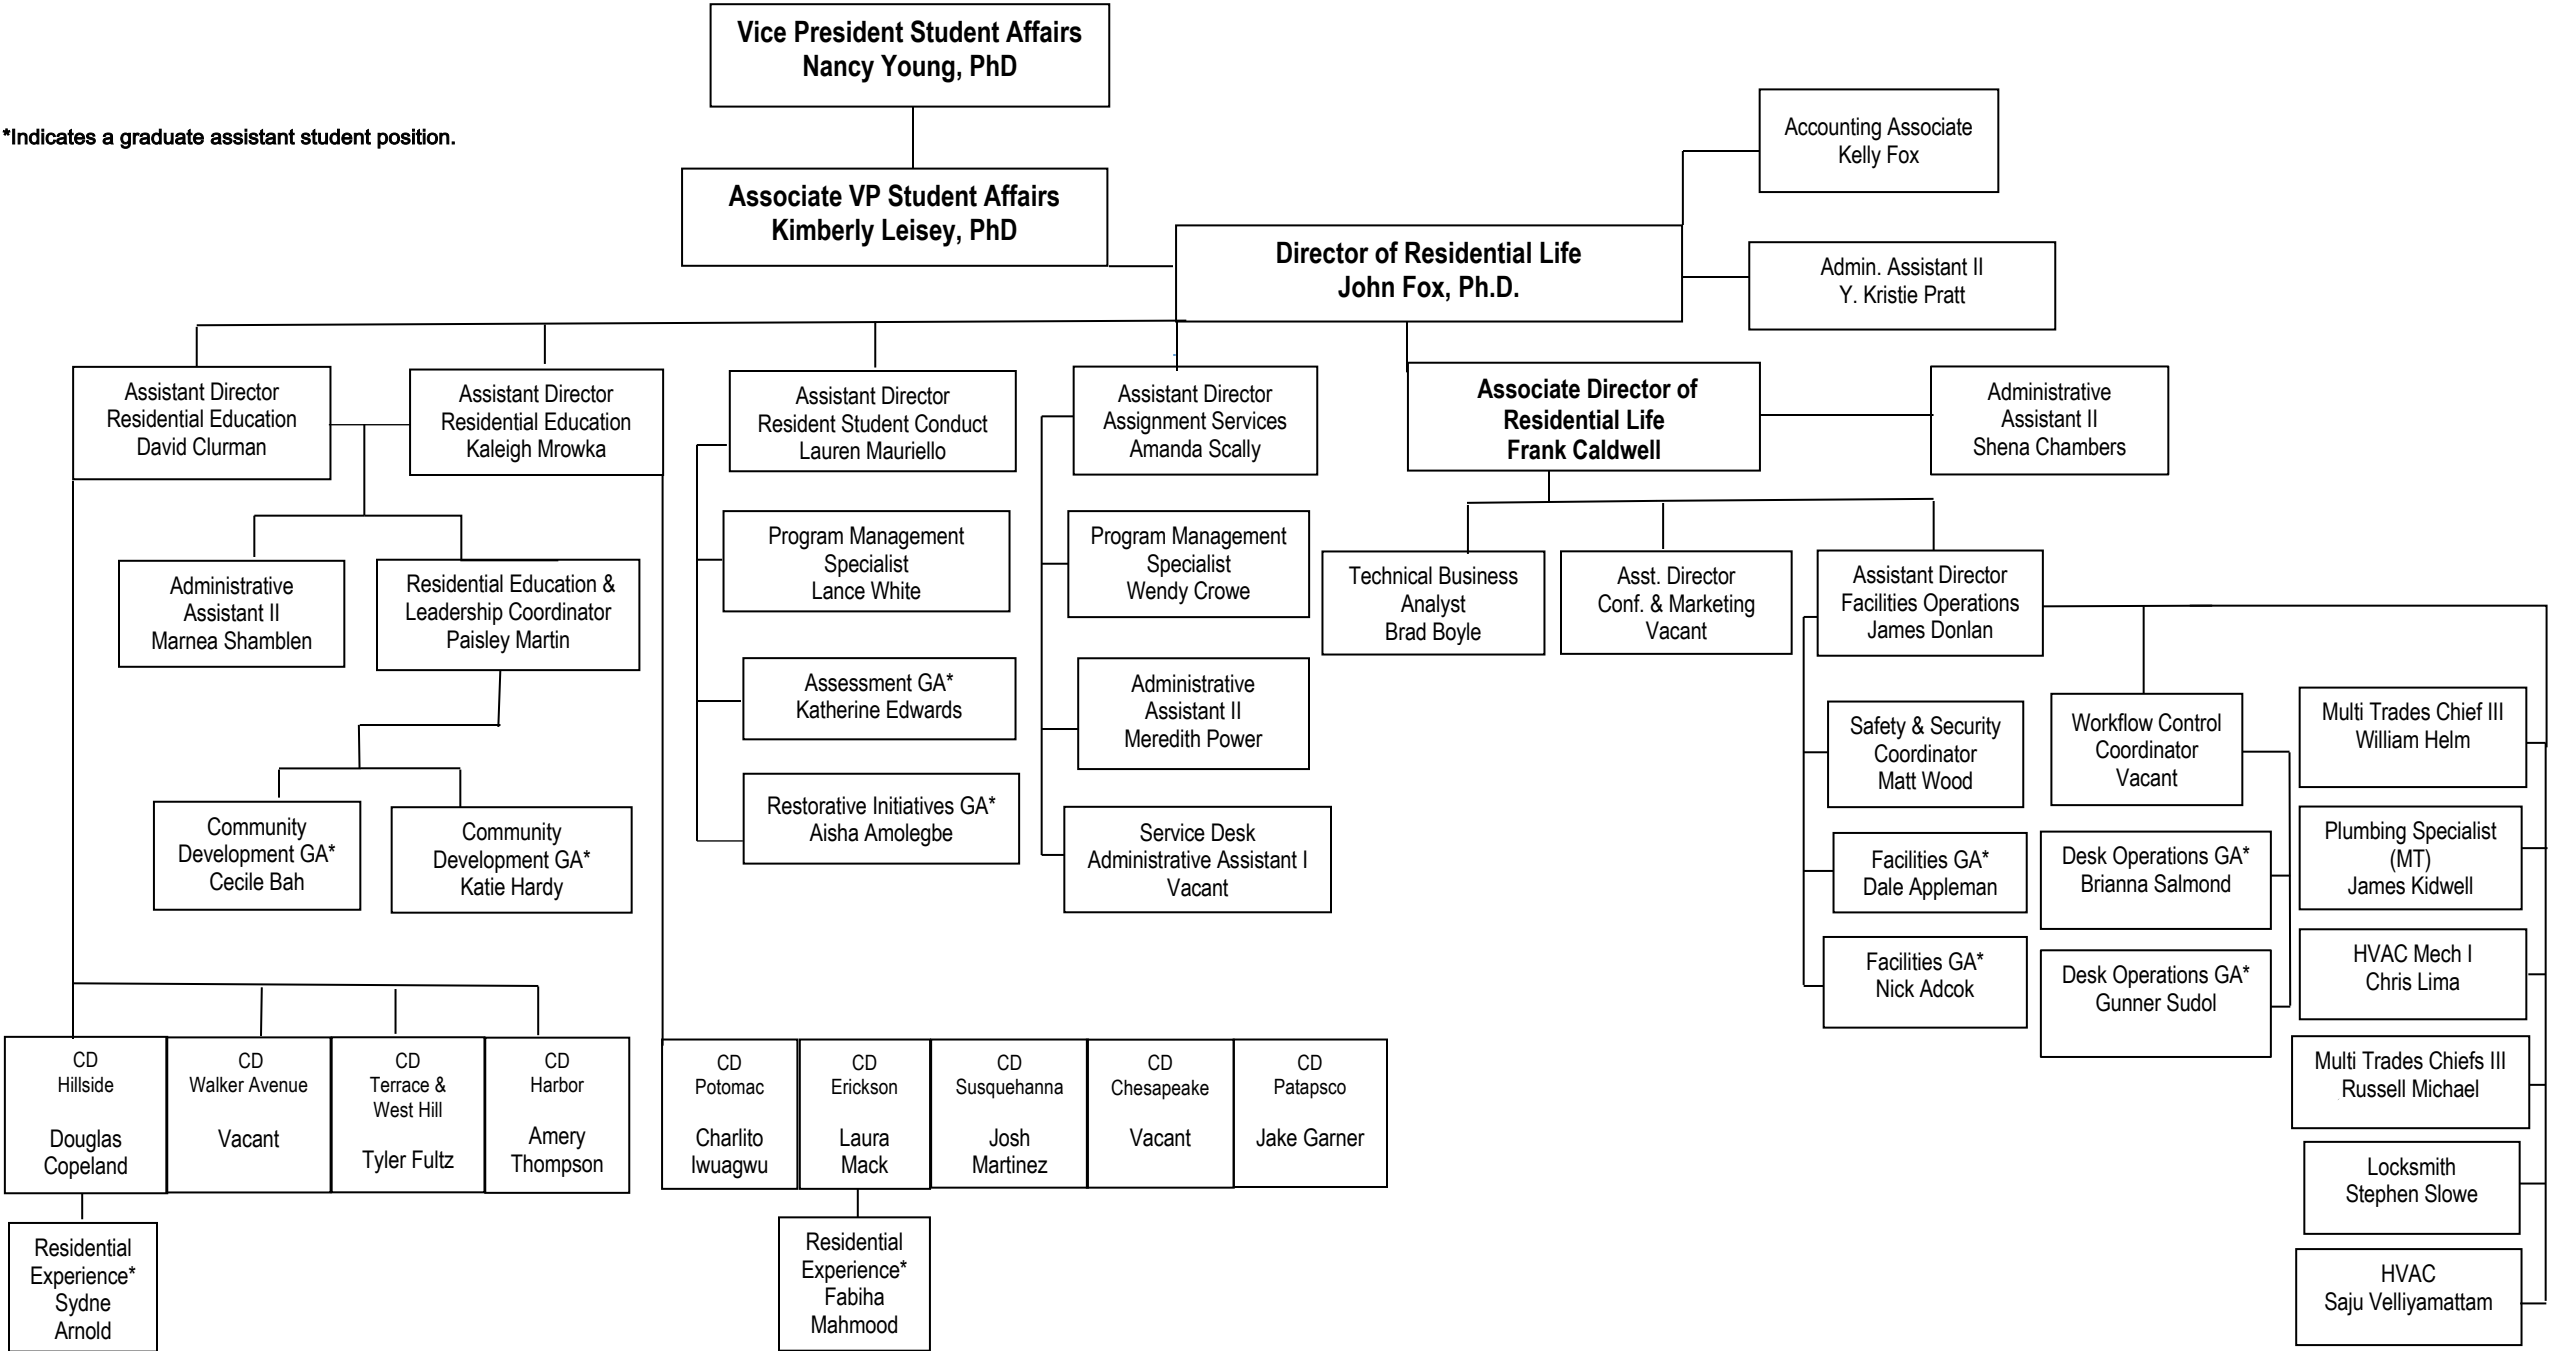 Vice President Student Affairs
Nancy Young, PhD
*Indicates a graduate assistant student position.
Accounting Associate
Kelly Fox
Associate VP Student Affairs
Kimberly Leisey, PhD
Director of Residential Life
John Fox, Ph.D.
Admin. Assistant II
Y. Kristie Pratt
Assistant Director
Residential Education
David Clurman
Assistant Director
Residential Education
Kaleigh Mrowka
Assistant Director
Resident Student Conduct
Lauren Mauriello
Assistant Director
Assignment Services
Amanda Scally
Associate Director of
Residential Life
Frank Caldwell
Administrative
Assistant II
Shena Chambers
Administrative
Assistant II
Marnea Shamblen
Residential Education &
Leadership Coordinator
Paisley Martin
Program Management
Specialist
Lance White
Program Management
Specialist
Wendy Crowe
Technical Business
Analyst
Brad Boyle
Asst. Director
Conf. & Marketing
Vacant
Assistant Director
Facilities Operations
James Donlan
Assessment GA*
Katherine Edwards
Administrative
Assistant II
Meredith Power
Safety & Security
Coordinator
Matt Wood
Workflow Control
Coordinator
Vacant
Multi Trades Chief III
William Helm
Community
Development GA*
Cecile Bah
Community
Development GA*
Katie Hardy
Restorative Initiatives GA*
Aisha Amolegbe
Service Desk
Administrative Assistant I
Vacant
Facilities GA*
Dale Appleman
Desk Operations GA*
Brianna Salmond
Plumbing Specialist
(MT)
James Kidwell
Facilities GA*
Nick Adcok
Desk Operations GA*
Gunner Sudol
HVAC Mech I
Chris Lima
Multi Trades Chiefs III
Russell Michael
Locksmith
Stephen Slowe
HVAC
Saju Velliyamattam
CD
Hillside
Douglas
Copeland
CD
Walker Avenue
Vacant
CD
Terrace &
West Hill
Tyler Fultz
CD
Harbor
Amery
Thompson
CD
Potomac
Charlito
Iwuagwu
CD
Erickson
Laura
Mack
CD
Susquehanna
Josh
Martinez
CD
Chesapeake
Vacant
CD
Patapsco
Jake Garner
Residential
Experience*
Sydne
Arnold
Residential
Experience*
Fabiha
Mahmood